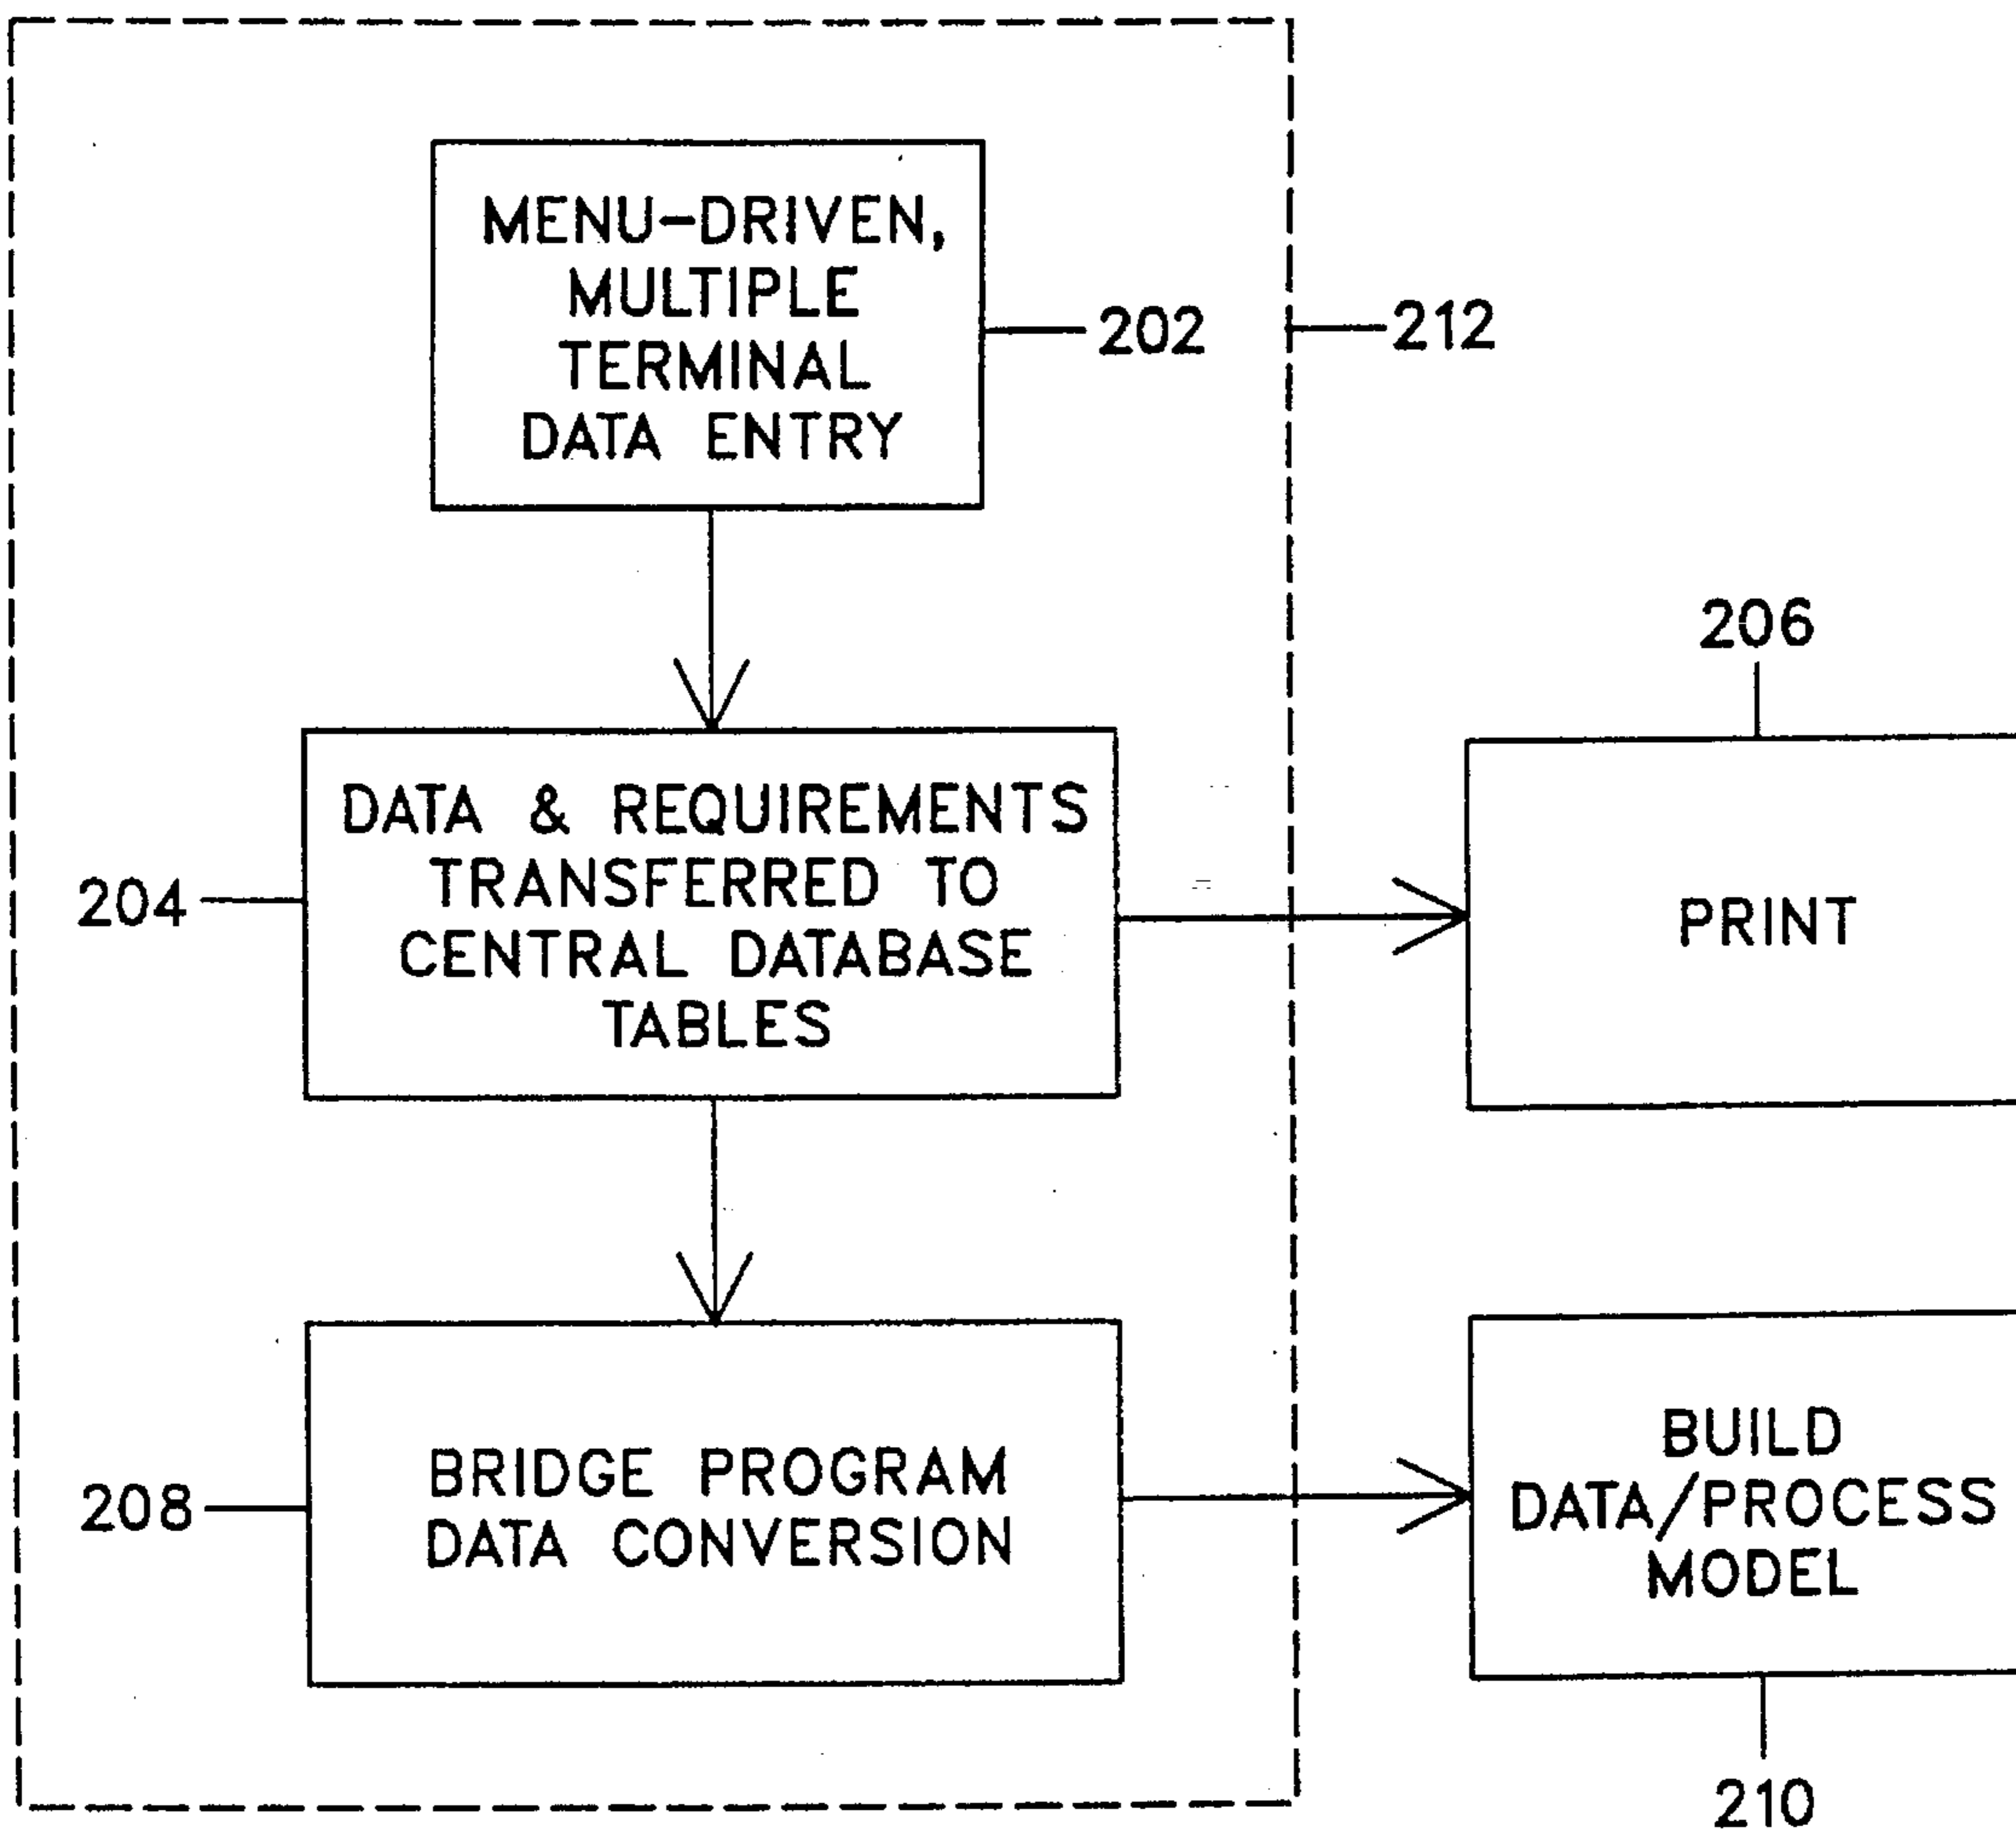 MENU-DRIVEN,
MULTIPLE
TERMINAL
DATA ENTRY
202
212
206
DATA & REQUIREMENTS
TRANSFERRED TO
CENTRAL DATABASE
TABLES
204
PRINT
BRIDGE PROGRAM
DATA CONVERSION
208
BUILD
DATA/PROCESS
MODEL
210